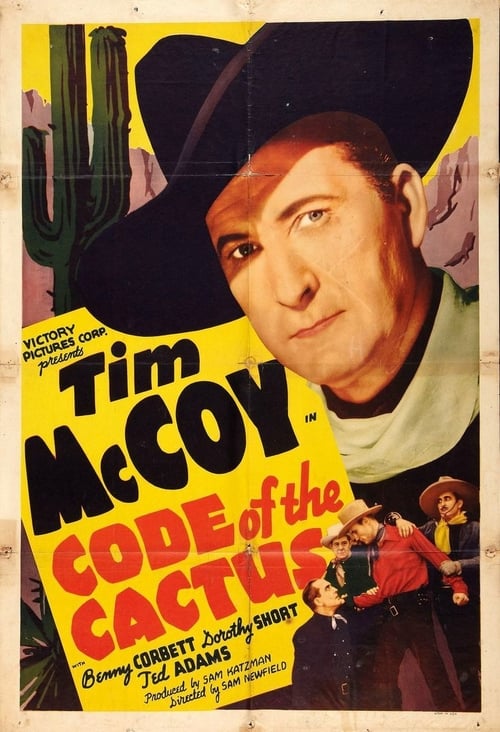 VICTORY
PICTURES CORP.
presents
Tim
McCOY
IN
CODE of the
CACTUS
WITH
Benny CORBETT Dorothy SHORT
Ted ADAMS
Produced by SAM KATZMAN
Directed by SAM NEWFIELD